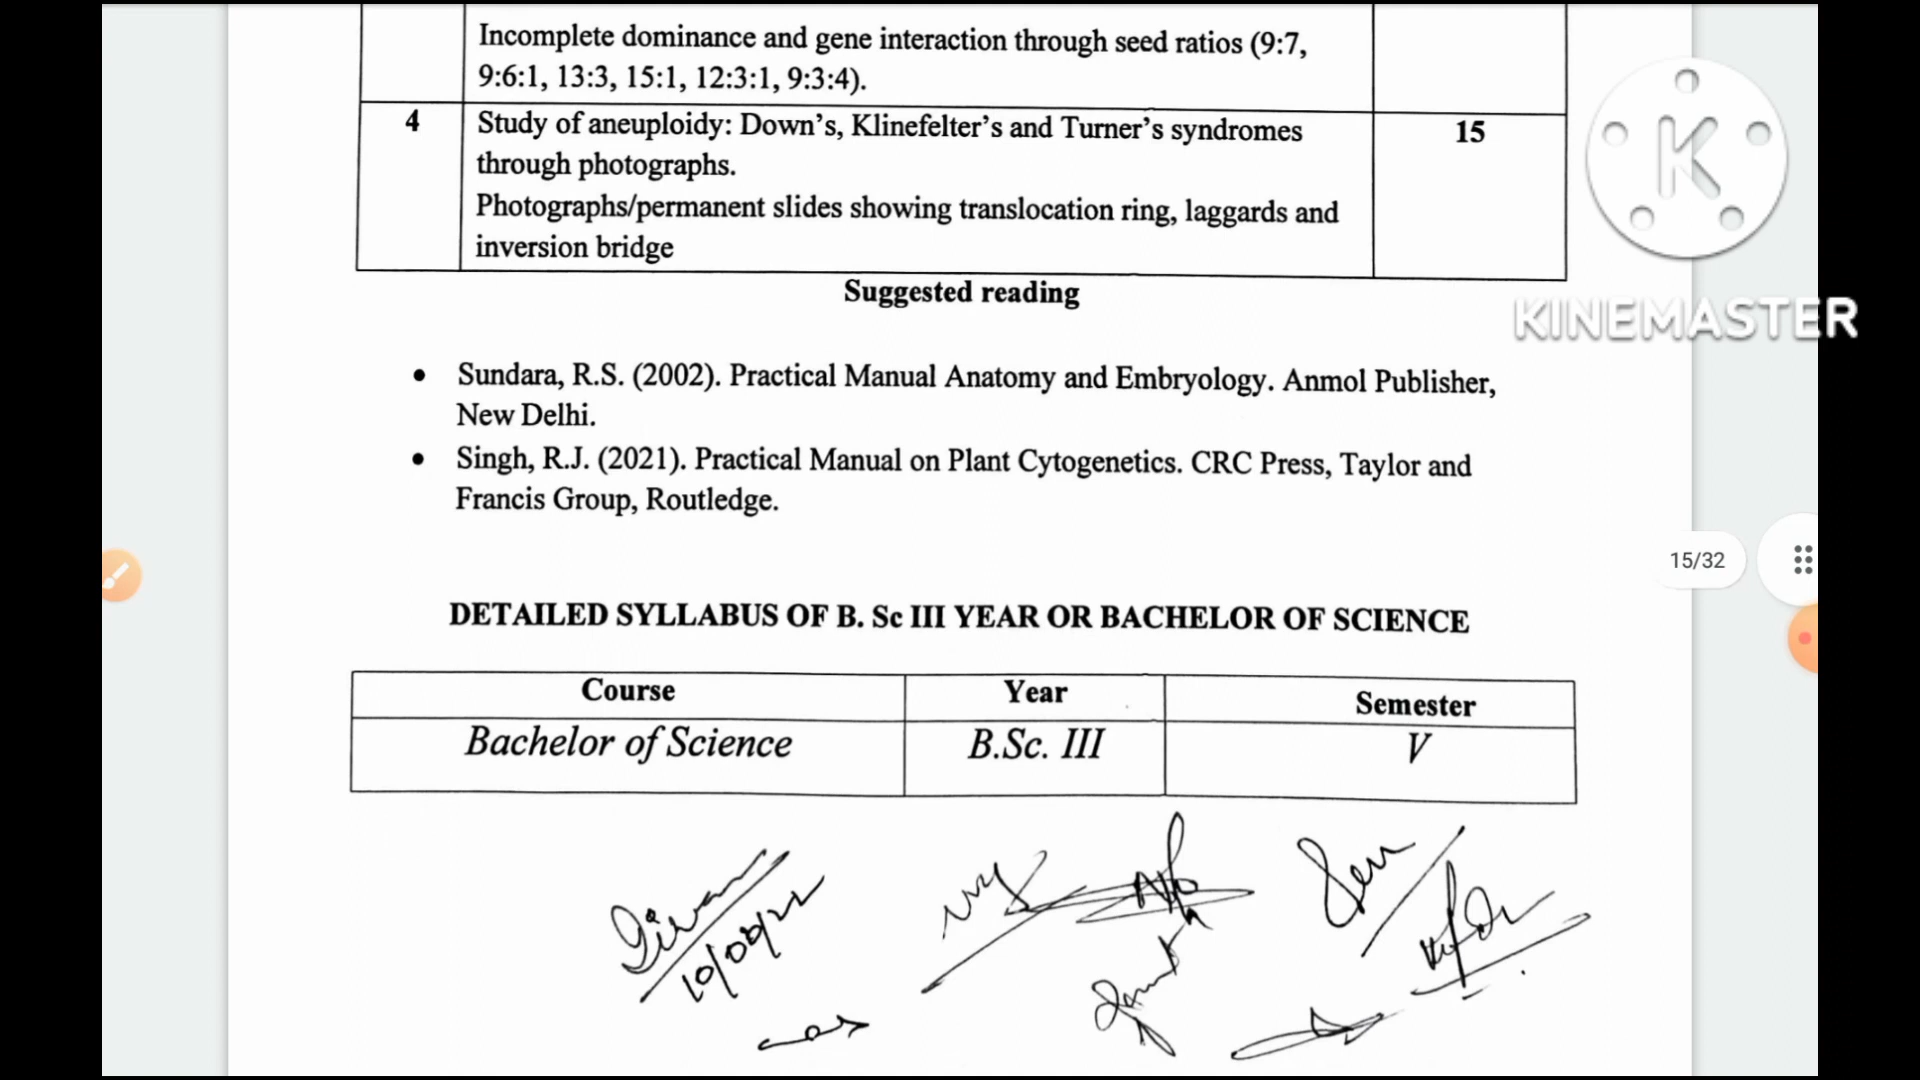 Incomplete dominance and gene interaction through seed ratios (9:7,
9:6:1, 13:3, 15:1, 12:3:1, 9:3:4).
4
Study of aneuploidy: Down's, Klinefelter's and Turner's syndromes
through photographs.
Photographs/permanent slides showing translocation ring, laggards and
inversion bridge
15
K
KINEMASTER
Suggested reading
• Sundara, R.S. (2002). Practical Manual Anatomy and Embryology. Anmol Publisher,
New Delhi.
• Singh, R.J. (2021). Practical Manual on Plant Cytogenetics. CRC Press, Taylor and
Francis Group, Routledge.
15/32
DETAILED SYLLABUS OF B. Sc III YEAR OR BACHELOR OF SCIENCE
Course Year Semester
Bachelor of Science B.Sc. III V